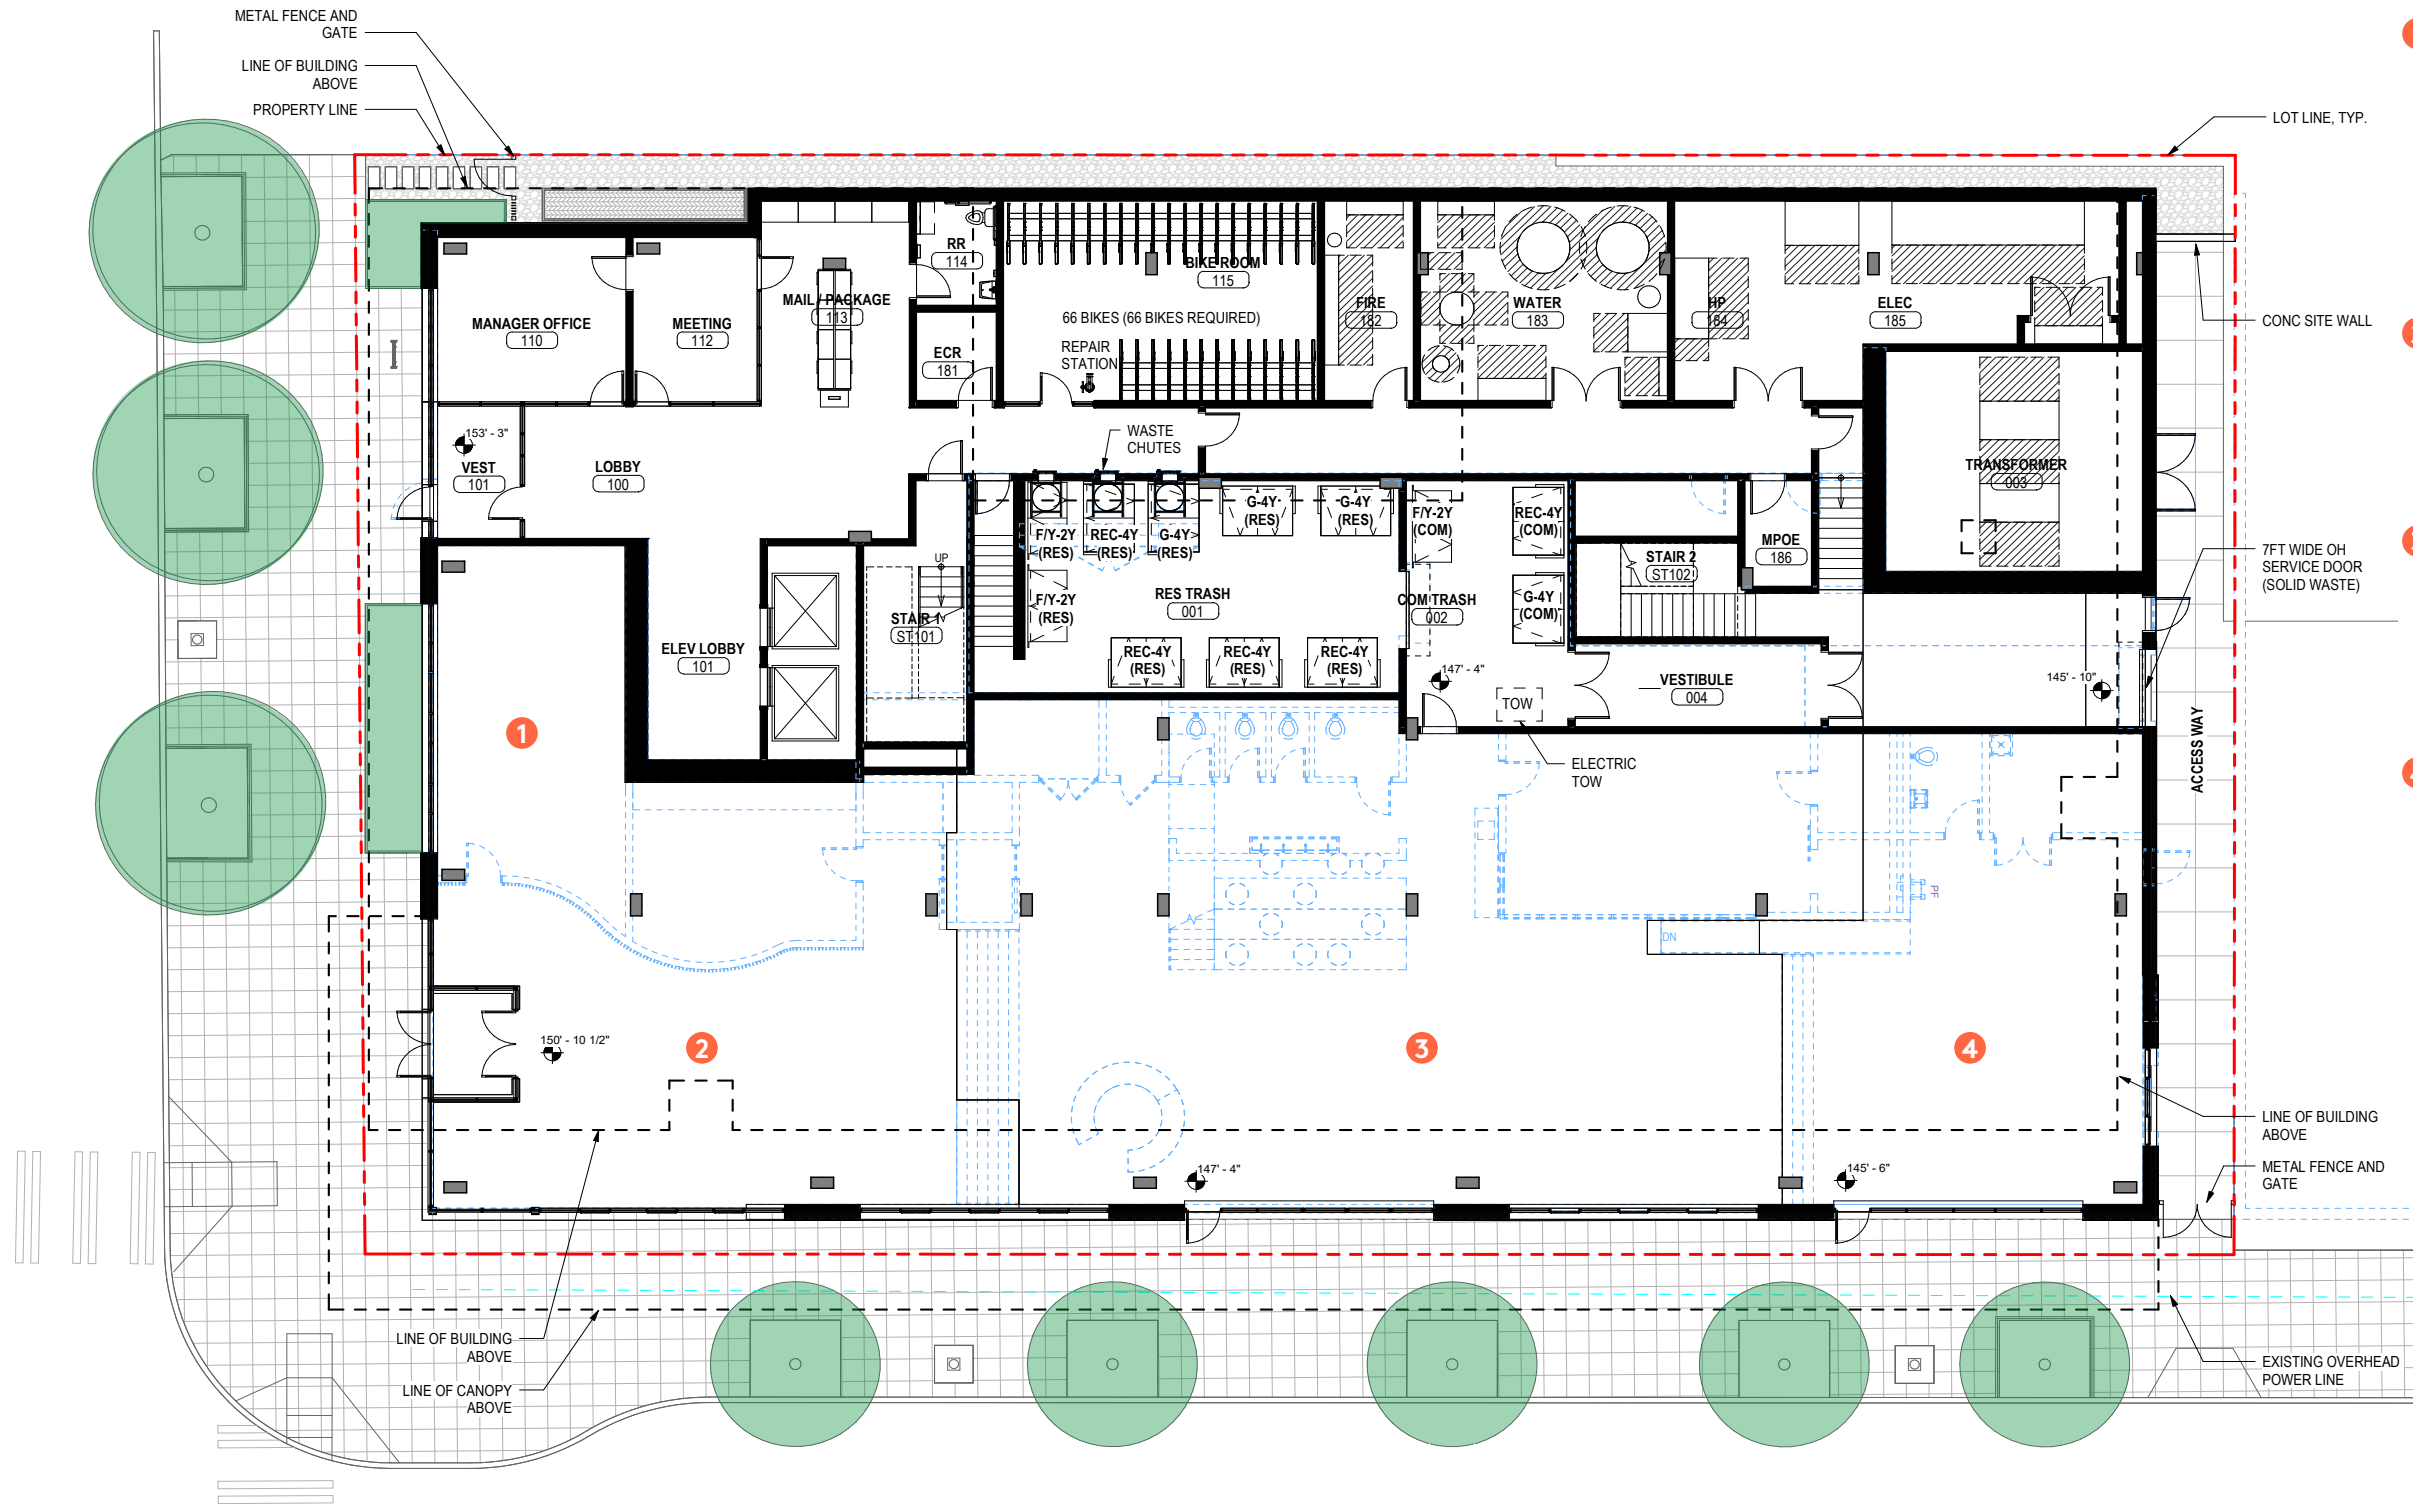 METAL FENCE AND
GATE
LINE OF BUILDING
ABOVE
PROPERTY LINE
LOT LINE, TYP.
CONC SITE WALL
7FT WIDE OH
SERVICE DOOR
(SOLID WASTE)
MANAGER OFFICE
110
MEETING
112
MAIL / PACKAGE
113
RR
114
ECR
181
BIKE ROOM
115
66 BIKES (66 BIKES REQUIRED)
REPAIR
STATION
FIRE
182
WATER
183
HP
184
ELEC
185
TRANSFORMER
003
153' - 3"
VEST
101
LOBBY
100
WASTE
CHUTES
F/Y-2Y
(RES)
REC-4Y
(RES)
G-4Y
(RES)
G-4Y
(RES)
G-4Y
(RES)
F/Y-2Y
(COM)
REC-4Y
(COM)
MPOE
186
STAIR 2
ST102
UP
F/Y-2Y
(RES)
RES TRASH
001
COM TRASH
002
G-4Y
(COM)
STAIR 1
ST101
ELEV LOBBY
101
REC-4Y
(RES)
REC-4Y
(RES)
REC-4Y
(RES)
147' - 4"
TOW
VESTIBULE
004
145' - 10"
ACCESS WAY
ELECTRIC
TOW
1
PF
DN
150' - 10 1/2"
2
3
4
147' - 4"
145' - 6"
LINE OF BUILDING
ABOVE
METAL FENCE AND
GATE
LINE OF BUILDING
ABOVE
LINE OF CANOPY
ABOVE
EXISTING OVERHEAD
POWER LINE